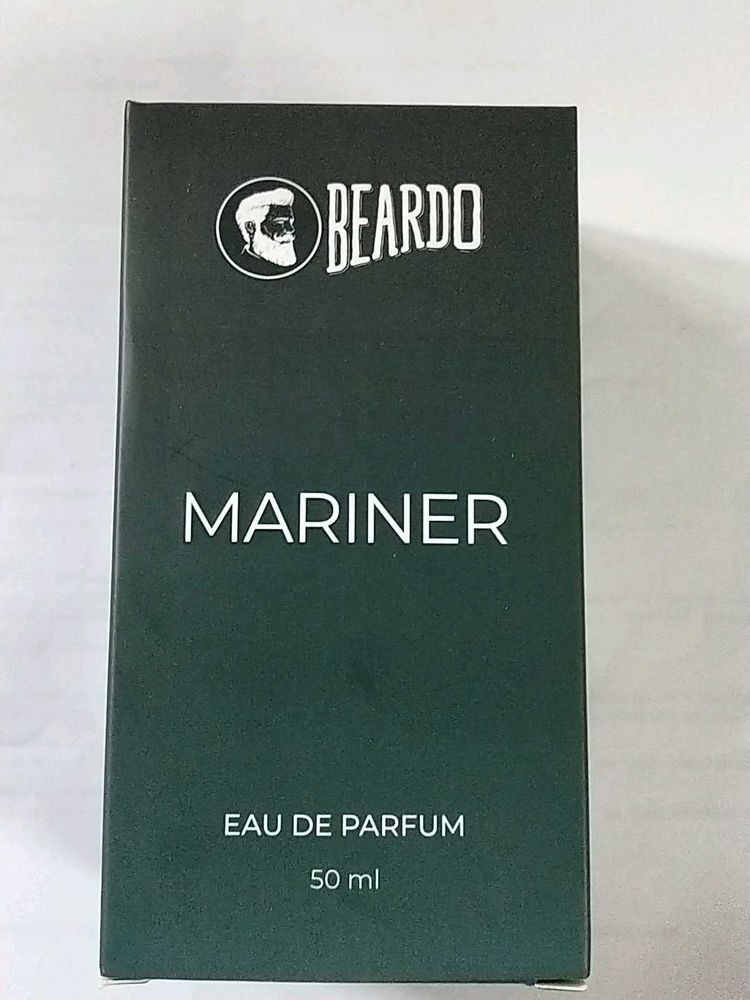 BEARDO
MARINER
EAU DE PARFUM
50 ml